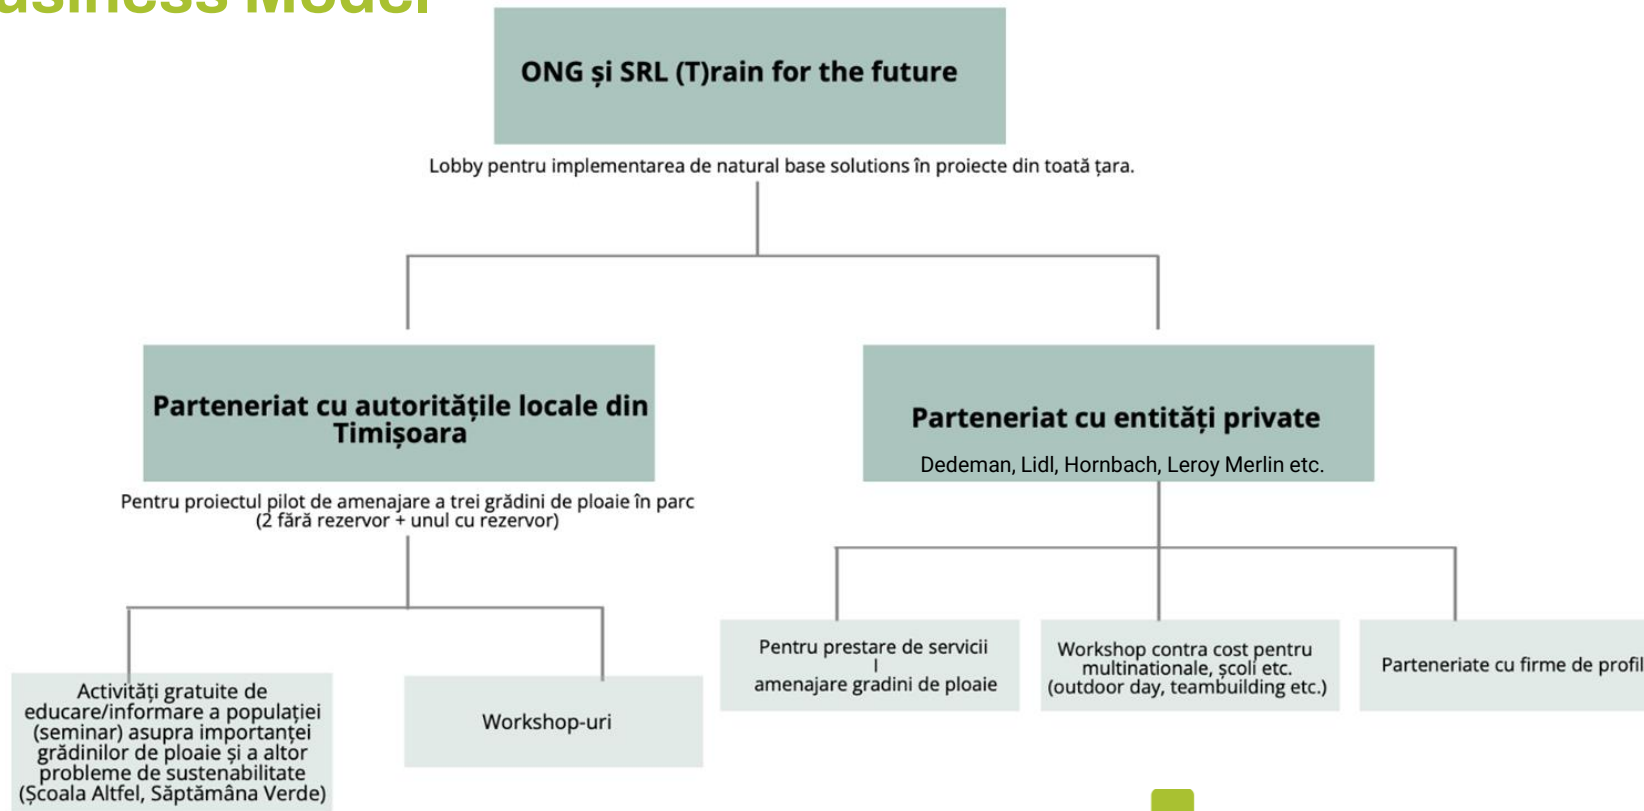 usiness Model
ONG și SRL (T)rain for the future
Lobby pentru implementarea de natural base solutions în proiecte din toată țara.
Parteneriat cu autoritățile locale din
Timișoara
Pentru proiectul pilot de amenajare a trei grădini de ploaie în parc
(2 fără rezervor + unul cu rezervor)
Activități gratuite de
educare/informare a populației
(seminar) asupra importanței
grădinilor de ploaie și a altor
probleme de sustenabilitate
(Școala Altfel, Săptămâna Verde)
Workshop-uri
Parteneriat cu entități private
Dedeman, Lidl, Hornbach, Leroy Merlin etc.
Pentru prestare de servicii
I
amenajare gradini de ploaie
Workshop contra cost pentru
multinationale, școli etc.
(outdoor day, teambuilding etc.)
Parteneriate cu firme de profil